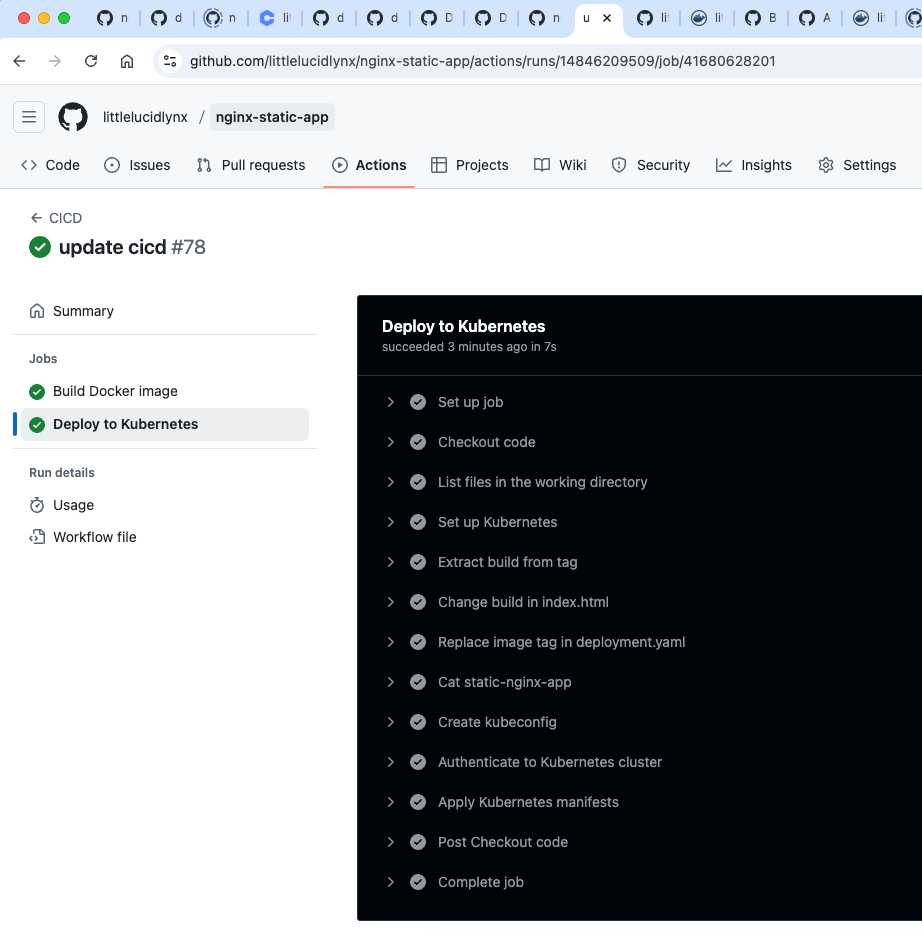 n d n li d d D D n u li li B A li
github.com/littlelucidlynx/nginx-static-app/actions/runs/14846209509/job/41680628201
littlelucidlynx / nginx-static-app
Code Issues Pull requests Actions Projects Wiki Security Insights Settings
CICD
update cicd #78
Summary
Jobs
Build Docker image
Deploy to Kubernetes
Run details
Usage
Workflow file
Deploy to Kubernetes
succeeded 3 minutes ago in 7s
Set up job
Checkout code
List files in the working directory
Set up Kubernetes
Extract build from tag
Change build in index.html
Replace image tag in deployment.yaml
Cat static-nginx-app
Create kubeconfig
Authenticate to Kubernetes cluster
Apply Kubernetes manifests
Post Checkout code
Complete job